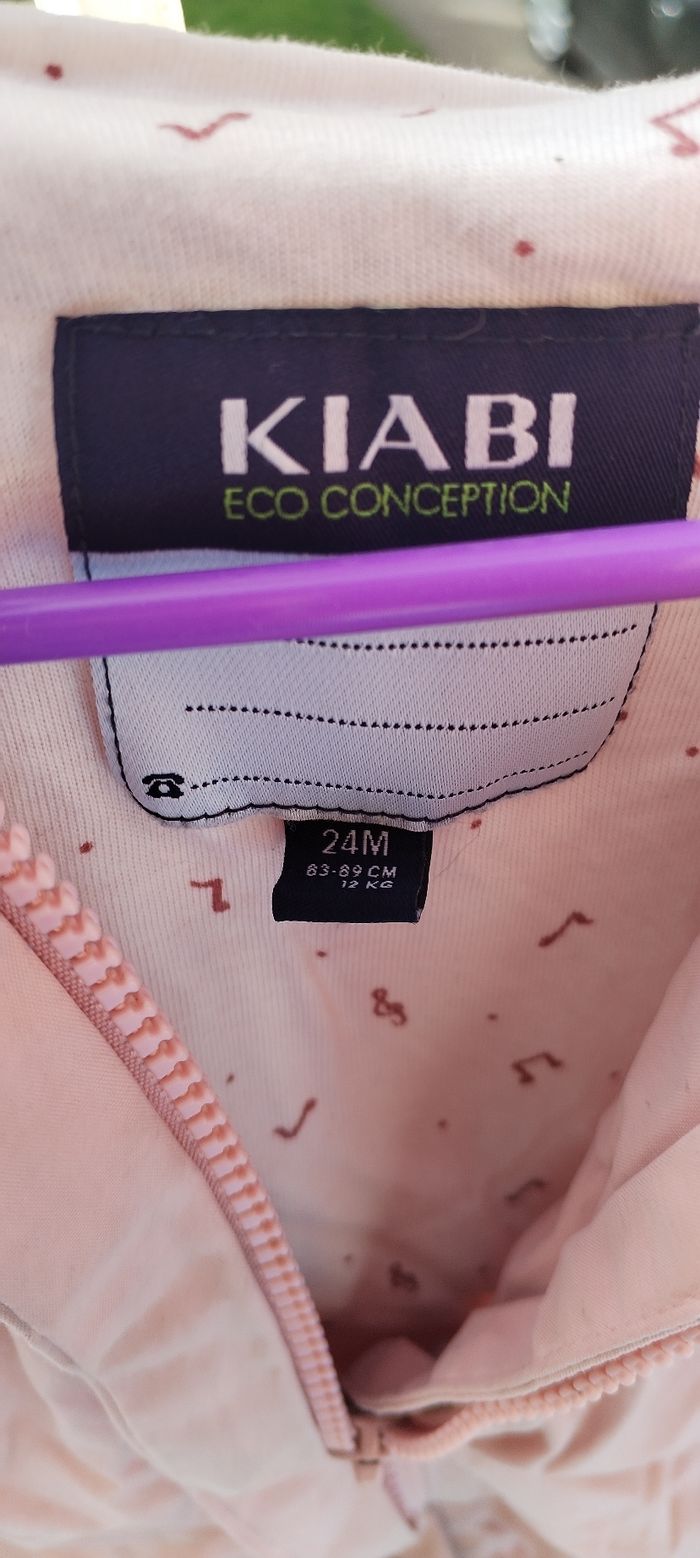 KIABI
ECO CONCEPTION
24M
83-89 CM
12 KG